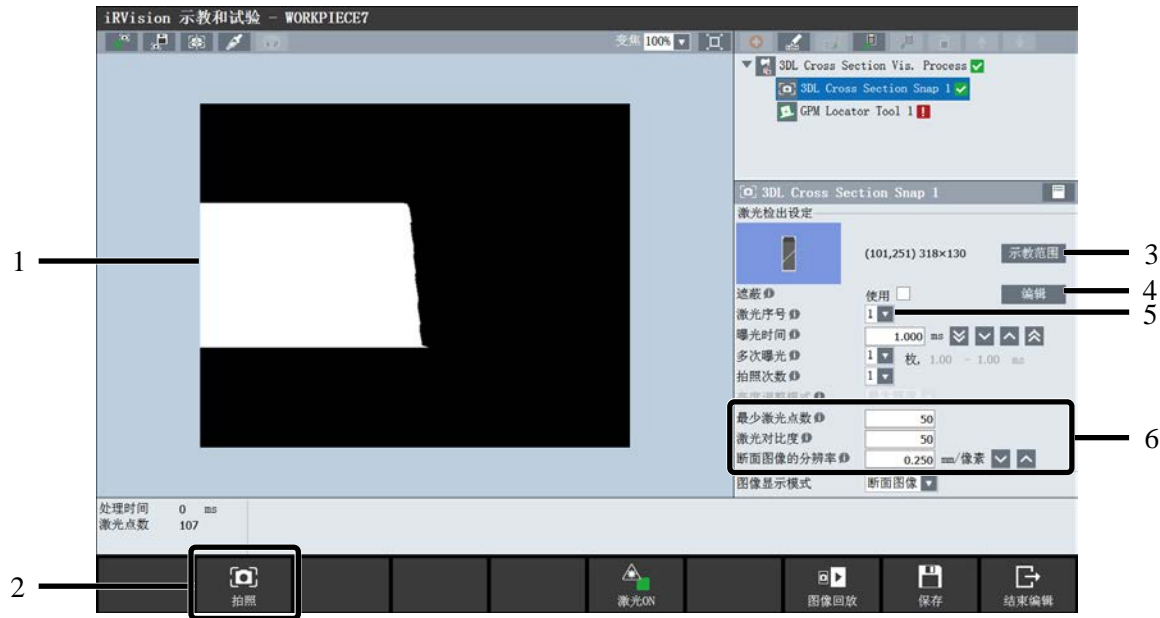 iRVision 示教和试验 - WORKPIECE7
变焦 100%
3DL Cross Section Vis. Process
3DL Cross Section Snap 1
GPM Locator Tool 1
3DL Cross Section Snap 1
激光检出设定
(101,251) 318×130 示教范围 3
遮蔽 使用 编辑 4
激光序号 1 5
曝光时间 1.000 ms
多次曝光 1 枚, 1.00 - 1.00 ms
拍照次数 1
最少激光点数 50
激光对比度 50
断面图像的分辨率 0.250 mm/像素
6
图像显示模式 断面图像
1
处理时间 0 ms
激光点数 107
2
拍照 激光ON 图像回放 保存 结束编辑